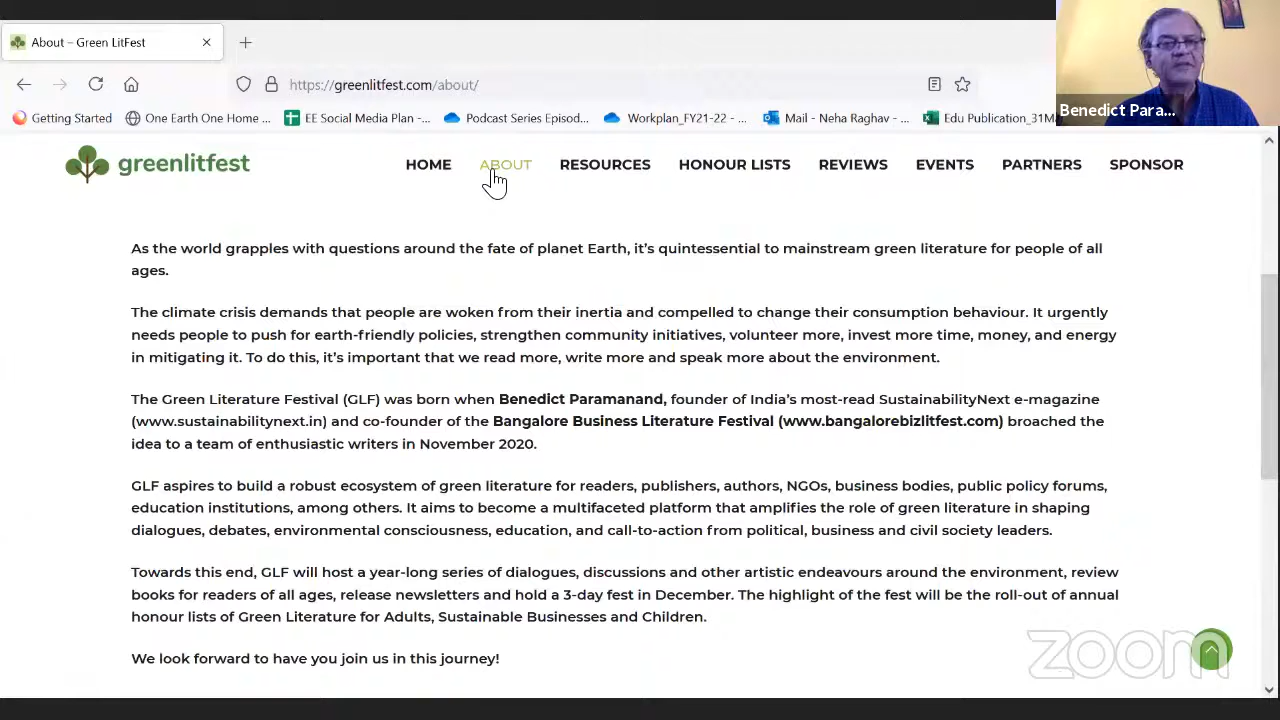 About – Green LitFest
https://greenlitfest.com/about/
Getting Started
One Earth One Home ...
EE Social Media Plan -...
Podcast Series Episod...
Workplan_FY21-22 - ...
Mail - Neha Raghav - ...
Edu Publication_31M
Benedict Para...
greenlitfest
HOME
ABOUT
RESOURCES
HONOUR LISTS
REVIEWS
EVENTS
PARTNERS
SPONSOR
As the world grapples with questions around the fate of planet Earth, it’s quintessential to mainstream green literature for people of all
ages.
The climate crisis demands that people are woken from their inertia and compelled to change their consumption behaviour. It urgently
needs people to push for earth-friendly policies, strengthen community initiatives, volunteer more, invest more time, money, and energy
in mitigating it. To do this, it’s important that we read more, write more and speak more about the environment.
The Green Literature Festival (GLF) was born when Benedict Paramanand, founder of India’s most-read SustainabilityNext e-magazine
(www.sustainabilitynext.in) and co-founder of the Bangalore Business Literature Festival (www.bangalorebizlitfest.com) broached the
idea to a team of enthusiastic writers in November 2020.
GLF aspires to build a robust ecosystem of green literature for readers, publishers, authors, NGOs, business bodies, public policy forums,
education institutions, among others. It aims to become a multifaceted platform that amplifies the role of green literature in shaping
dialogues, debates, environmental consciousness, education, and call-to-action from political, business and civil society leaders.
Towards this end, GLF will host a year-long series of dialogues, discussions and other artistic endeavours around the environment, review
books for readers of all ages, release newsletters and hold a 3-day fest in December. The highlight of the fest will be the roll-out of annual
honour lists of Green Literature for Adults, Sustainable Businesses and Children.
We look forward to have you join us in this journey!
zoom